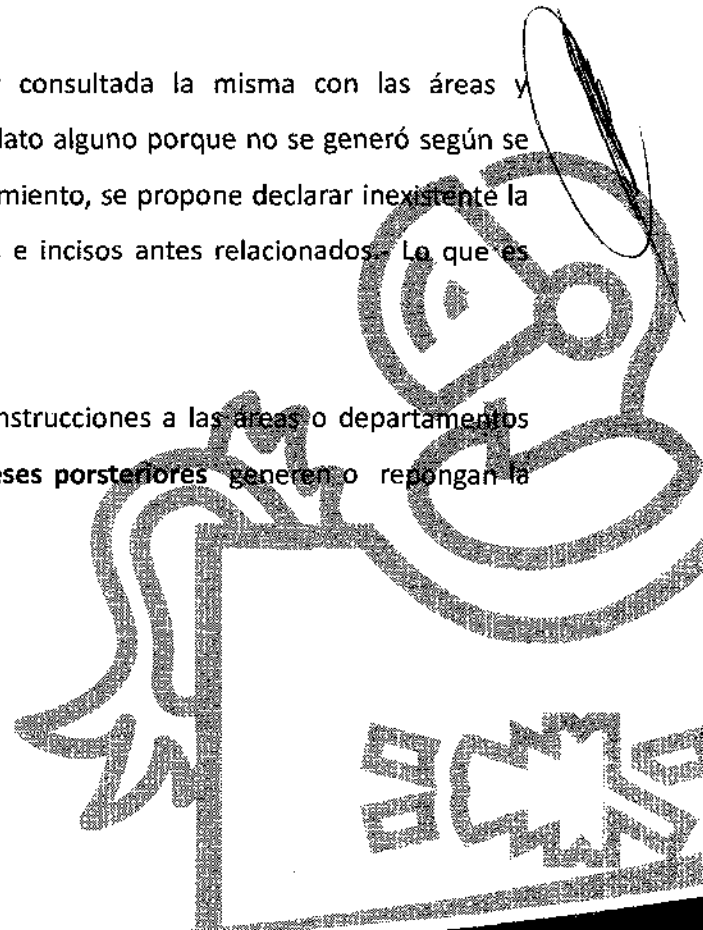 consultada la misma con las áreas y
dato alguno porque no se generó según se
miento, se propone declarar inexistente la
e incisos antes relacionados.- Lo que es
nstrucciones a las áreas o departamentos
eses porsteriores generen o repongan la